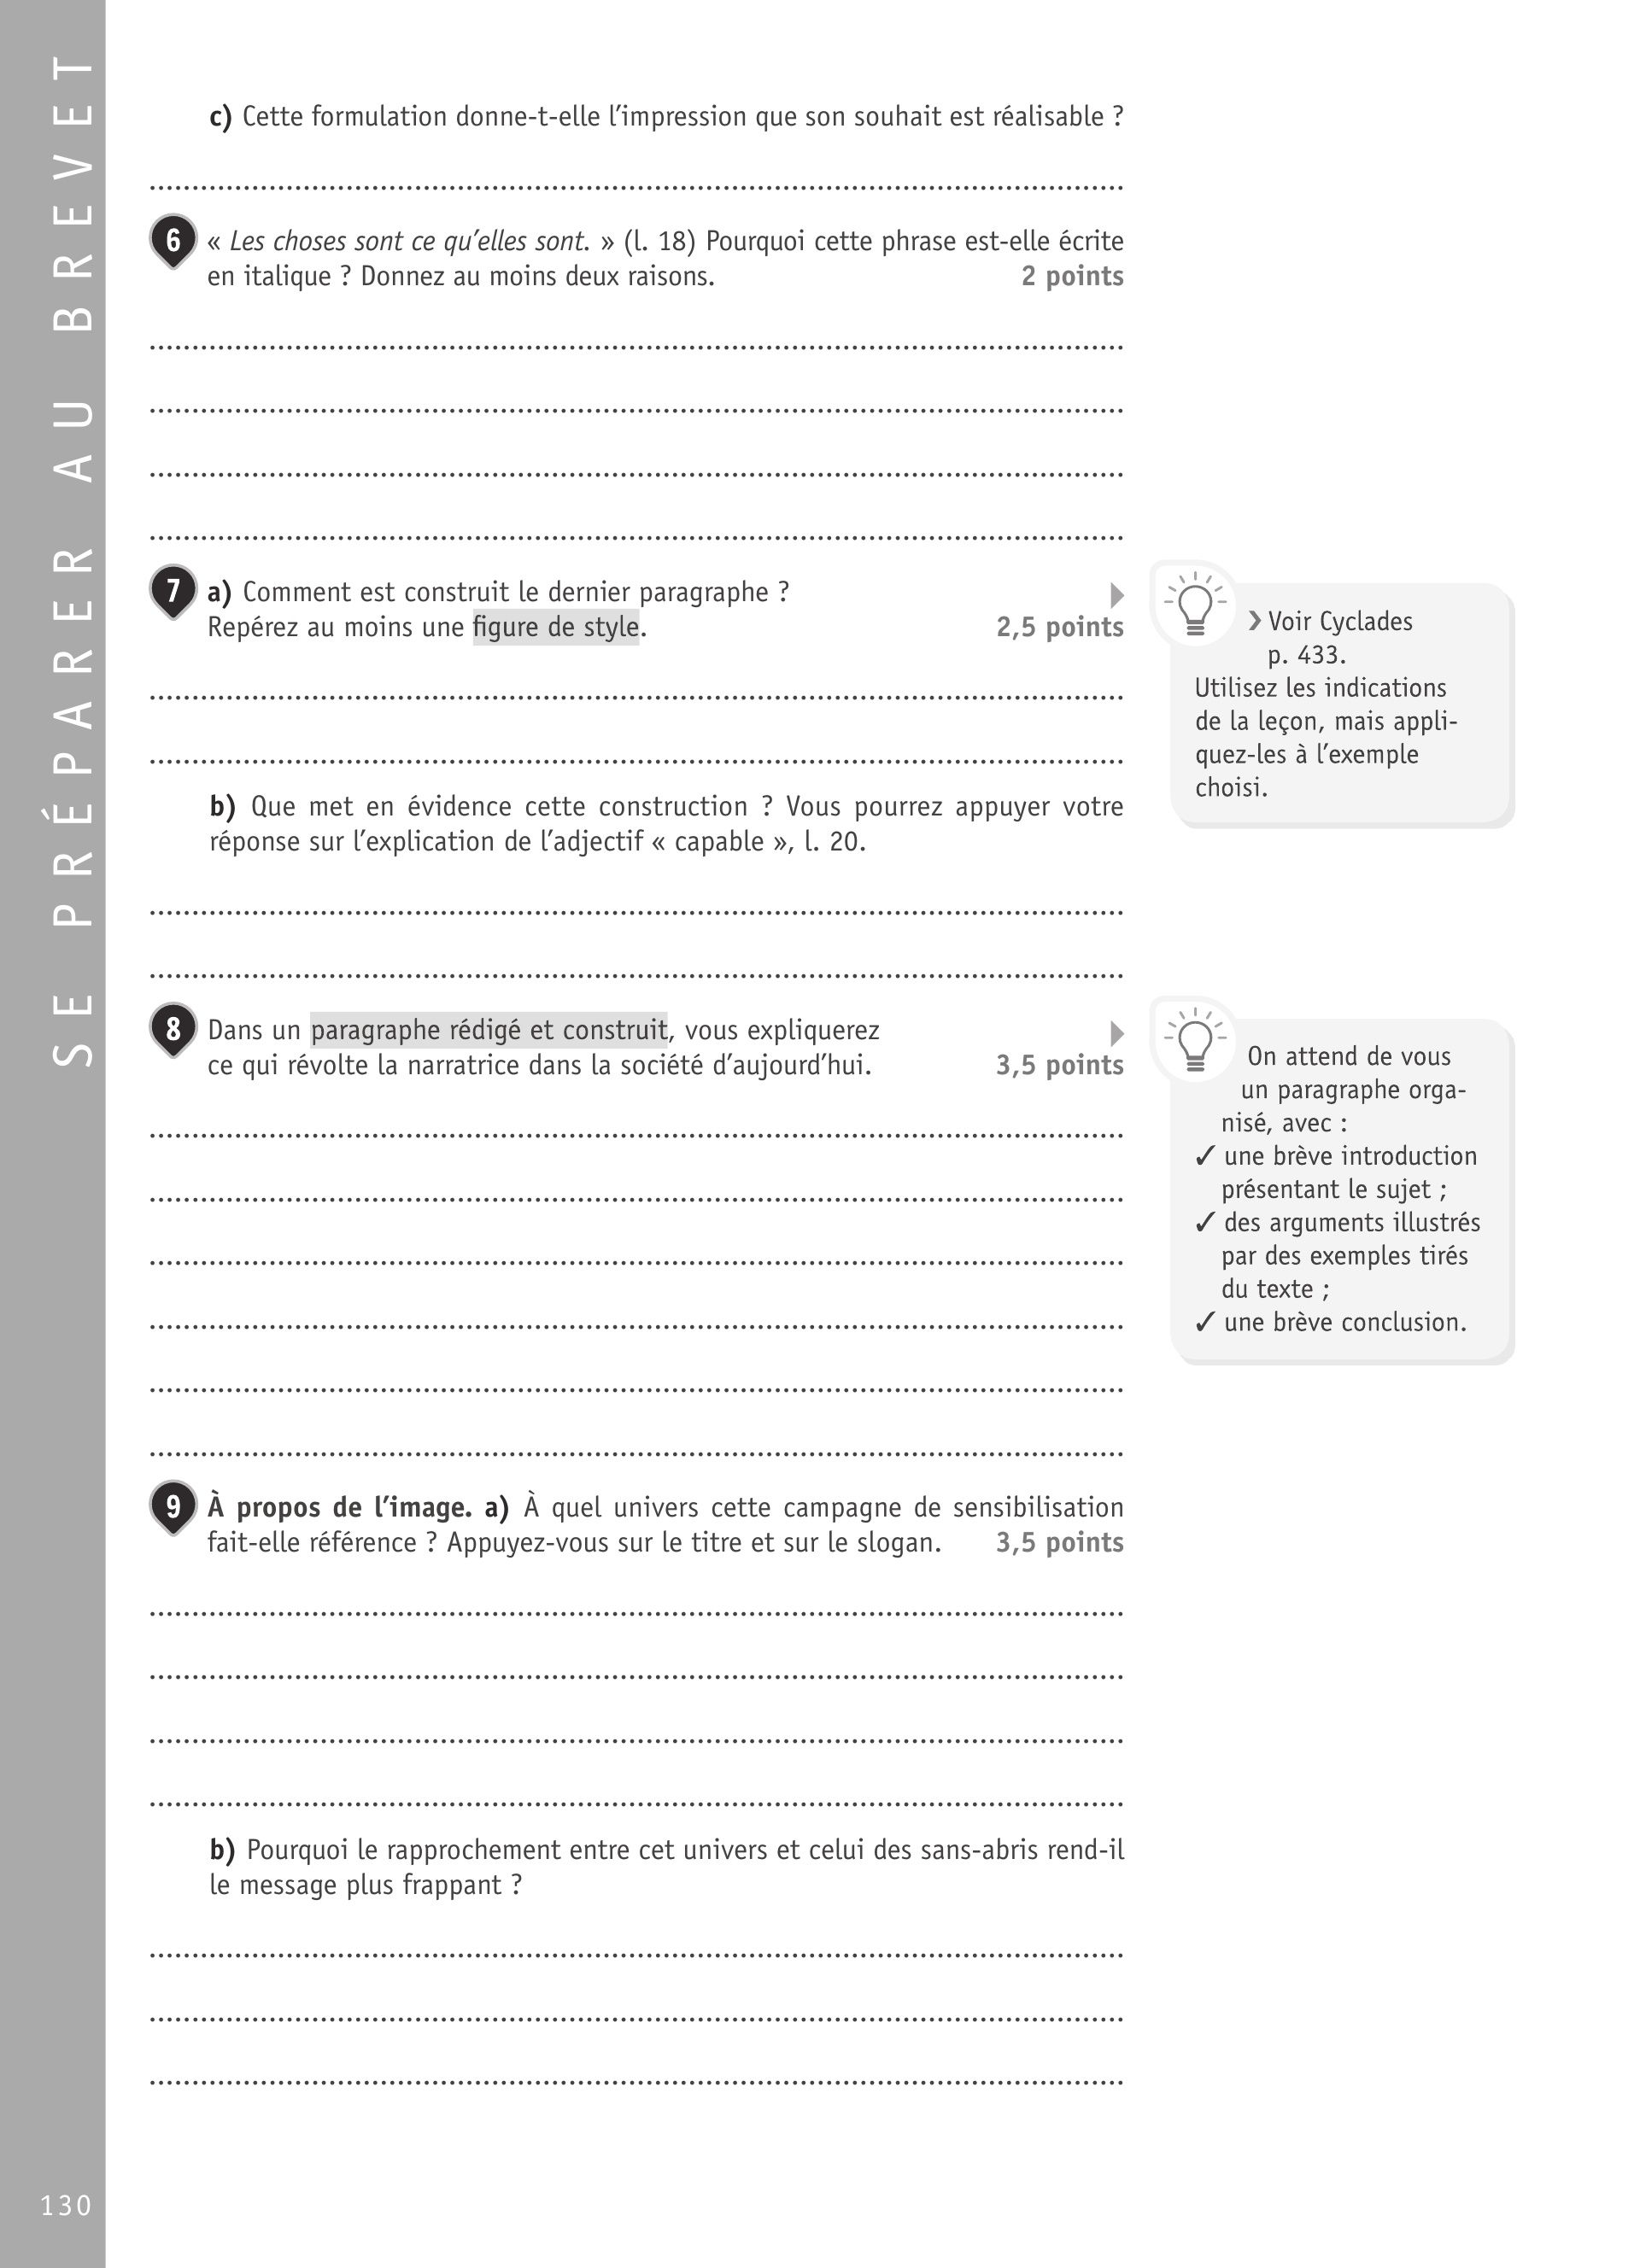 SE PRÉPARER AU BREVET
c) Cette formulation donne-t-elle l’impression que son souhait est réalisable ?
6 « Les choses sont ce qu’elles sont. » (l. 18) Pourquoi cette phrase est-elle écrite
en italique ? Donnez au moins deux raisons. 2 points
7 a) Comment est construit le dernier paragraphe ?
Repérez au moins une figure de style. 2,5 points
› Voir Cyclades
p. 433.
Utilisez les indications
de la leçon, mais appli-
quez-les à l’exemple
choisi.
b) Que met en évidence cette construction ? Vous pourrez appuyer votre
réponse sur l’explication de l’adjectif « capable », l. 20.
8 Dans un paragraphe rédigé et construit, vous expliquerez
ce qui révolte la narratrice dans la société d’aujourd’hui. 3,5 points
On attend de vous
un paragraphe orga-
nisé, avec :
✓ une brève introduction
présentant le sujet ;
✓ des arguments illustrés
par des exemples tirés
du texte ;
✓ une brève conclusion.
9 À propos de l’image. a) À quel univers cette campagne de sensibilisation
fait-elle référence ? Appuyez-vous sur le titre et sur le slogan. 3,5 points
b) Pourquoi le rapprochement entre cet univers et celui des sans-abris rend-il
le message plus frappant ?
130